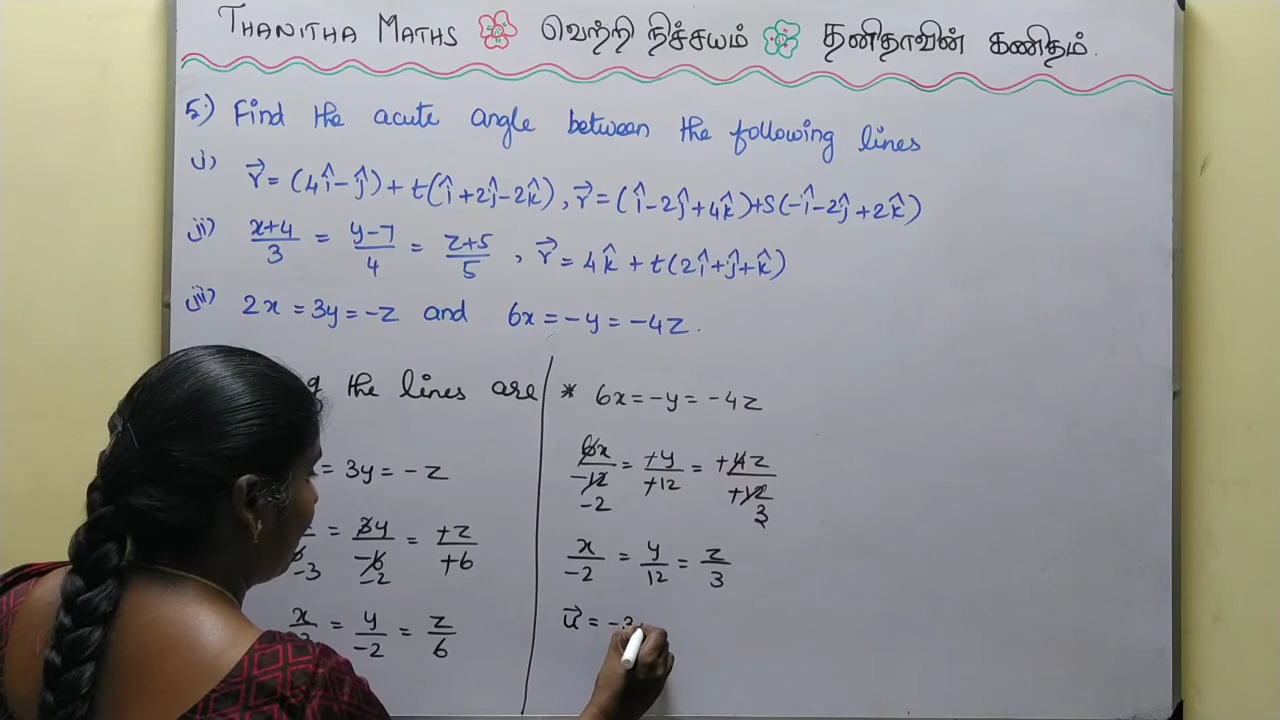 THANITHA MATHS வெற்றி நிச்சயம் தனிதாவின் கணிதம்.
5) Find the acute angle between the following lines
i) r⃗ = (4î-ĵ) + t(î+2ĵ-2k̂), r⃗ = (î-2ĵ+4k̂)+S(-î-2ĵ+2k̂)
ii) x+4/3 = y-7/4 = z+5/5 , r⃗ = 4k̂ + t(2î+ĵ+k̂)
iii) 2x = 3y = -z and 6x = -y = -4z.
the lines are
= 3y = -z
= 3y/-6 = +z/+6
-3 -2
x/ = y/-2 = z/6
* 6x = -y = -4z
6x/-12 = +y/+12 = +4z/+12
-2 3
x/-2 = y/12 = z/3
u⃗ = -2